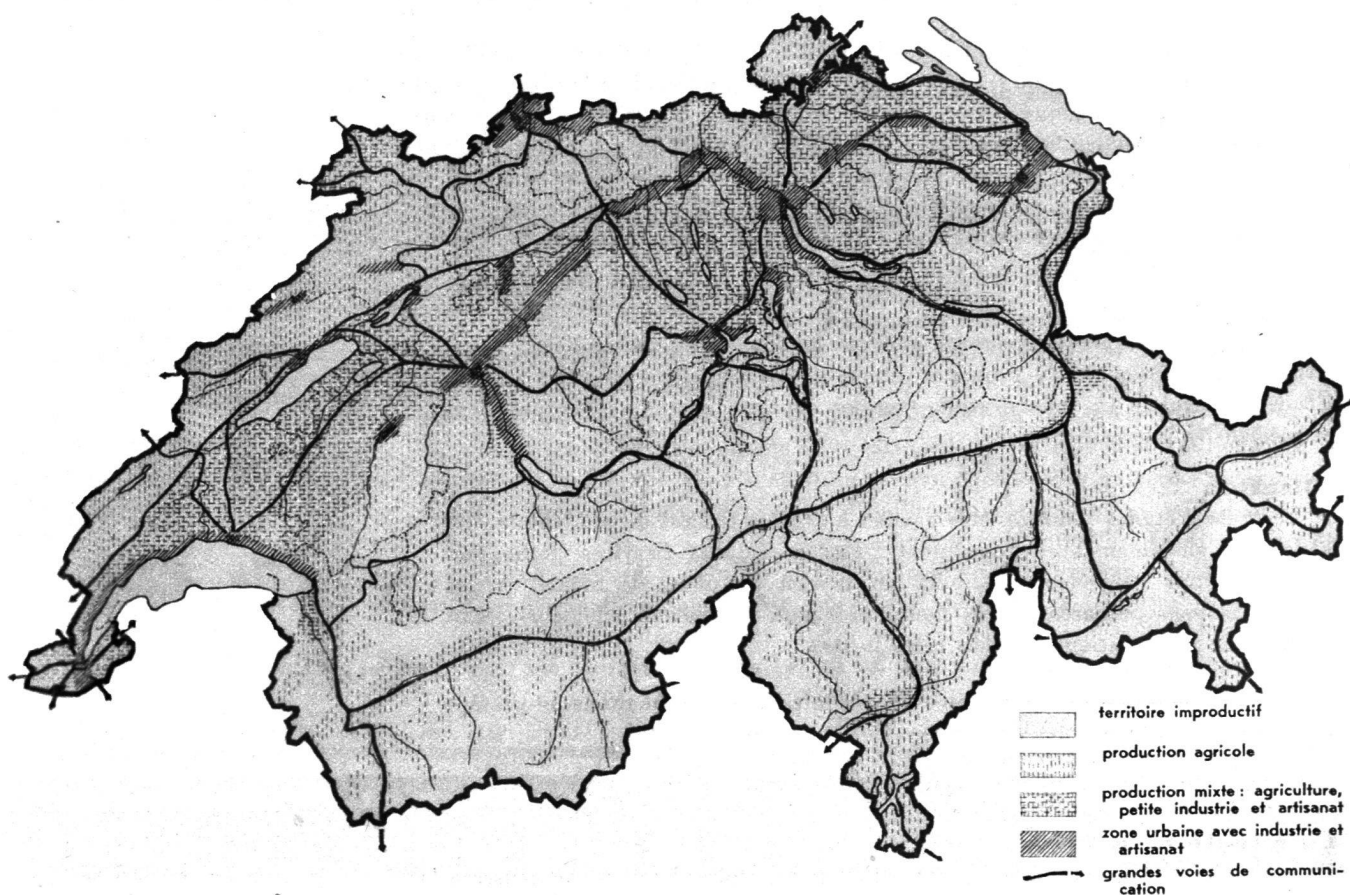 territoire improductif
production agricole
production mixte : agriculture,
petite industrie et artisanat
zone urbaine avec industrie et
artisanat
grandes voies de communi-
cation